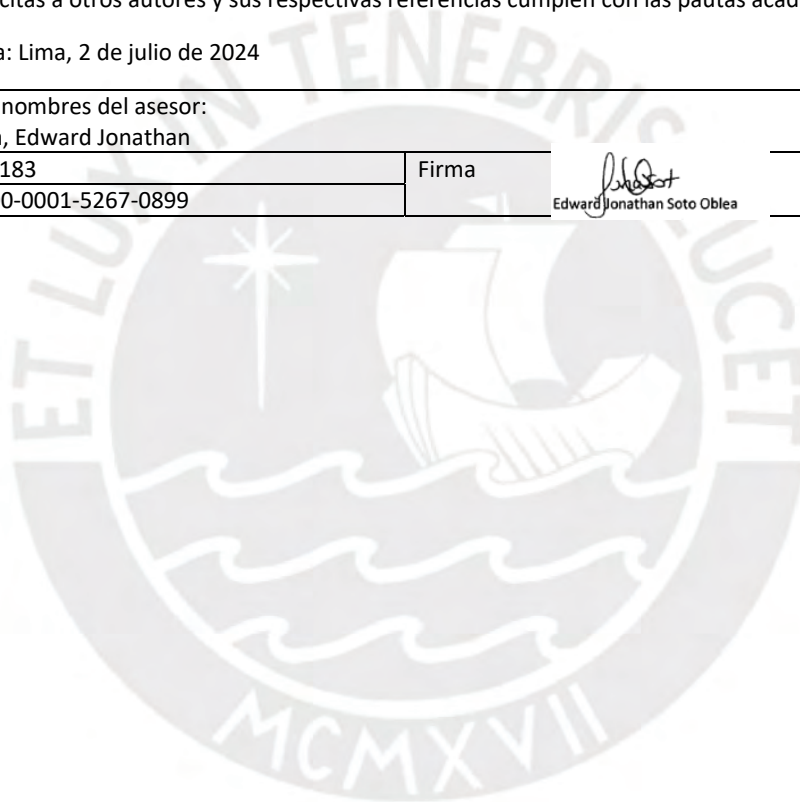 citas a otros autores y sus respectivas referencias cumplen con las pautas acad
a: Lima, 2 de julio de 2024
nombres del asesor:
, Edward Jonathan
183
Firma
0-0001-5267-0899
Edward Jonathan Soto Oblea
ET LUX IN TENEBRIS LUCET
MCMXVII